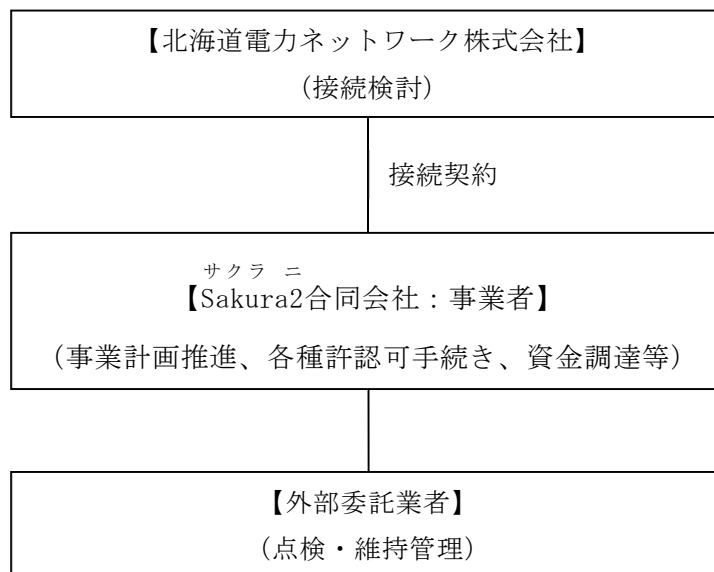 【北海道電力ネットワーク株式会社】
（接続検討）
接続契約
サクラ ニ
【Sakura2合同会社：事業者】
（事業計画推進、各種許認可手続き、資金調達等）
【外部委託業者】
（点検・維持管理）